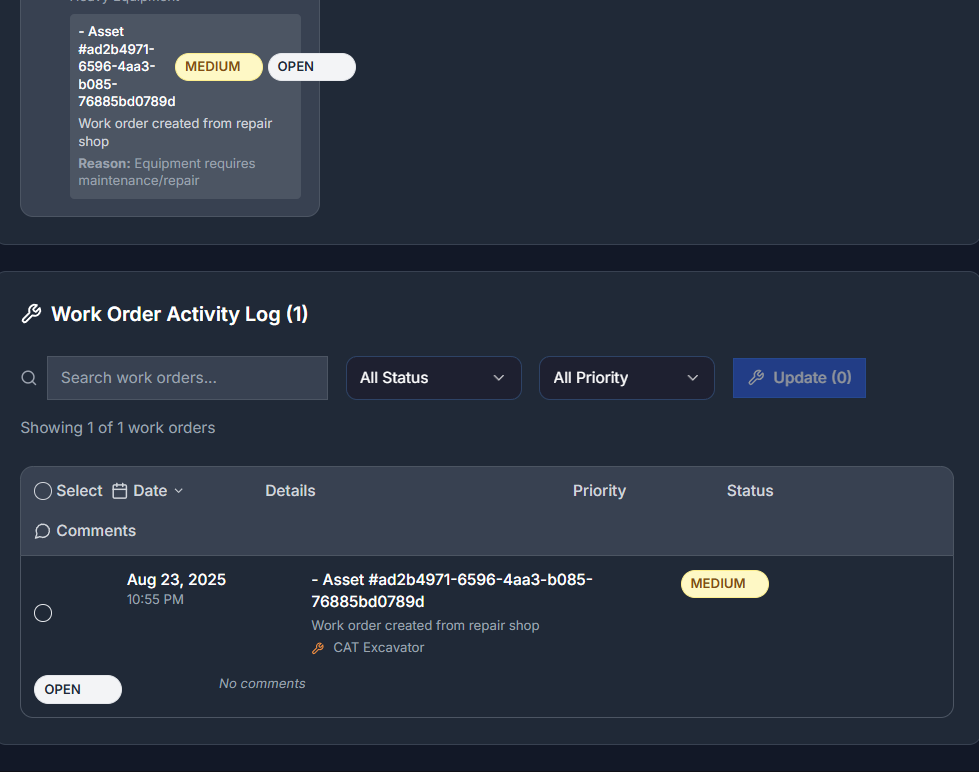 Heavy Equipment
- Asset
#ad2b4971-
6596-4aa3-
b085-
76885bd0789d
MEDIUM
OPEN
Work order created from repair
shop
Reason: Equipment requires
maintenance/repair
Work Order Activity Log (1)
Search work orders...
All Status
All Priority
Update (0)
Showing 1 of 1 work orders
Select
Date
Details
Priority
Status
Comments
Aug 23, 2025
10:55 PM
- Asset #ad2b4971-6596-4aa3-b085-
76885bd0789d
Work order created from repair shop
CAT Excavator
MEDIUM
OPEN
No comments